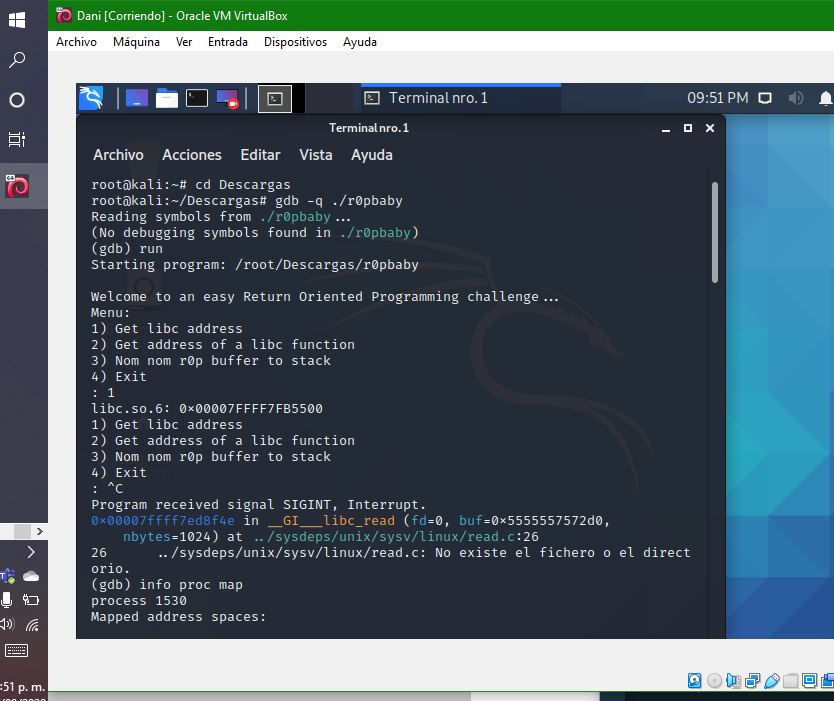 Dani [Corriendo] - Oracle VM VirtualBox
Archivo Máquina Ver Entrada Dispositivos Ayuda
Terminal nro. 1
09:51 PM
Terminal nro. 1
Archivo Acciones Editar Vista Ayuda
root@kali:~# cd Descargas
root@kali:~/Descargas# gdb -q ./r0pbaby
Reading symbols from ./r0pbaby...
(No debugging symbols found in ./r0pbaby)
(gdb) run
Starting program: /root/Descargas/r0pbaby
Welcome to an easy Return Oriented Programming challenge...
Menu:
1) Get libc address
2) Get address of a libc function
3) Nom nom r0p buffer to stack
4) Exit
: 1
libc.so.6: 0x00007FFFF7FB5500
1) Get libc address
2) Get address of a libc function
3) Nom nom r0p buffer to stack
4) Exit
: ^C
Program received signal SIGINT, Interrupt.
0x00007ffff7ed8f4e in __GI___libc_read (fd=0, buf=0x5555557572d0,
nbytes=1024) at ../sysdeps/unix/sysv/linux/read.c:26
26 ../sysdeps/unix/sysv/linux/read.c: No existe el fichero o el direct
orio.
(gdb) info proc map
process 1530
Mapped address spaces:
:51 p. m.